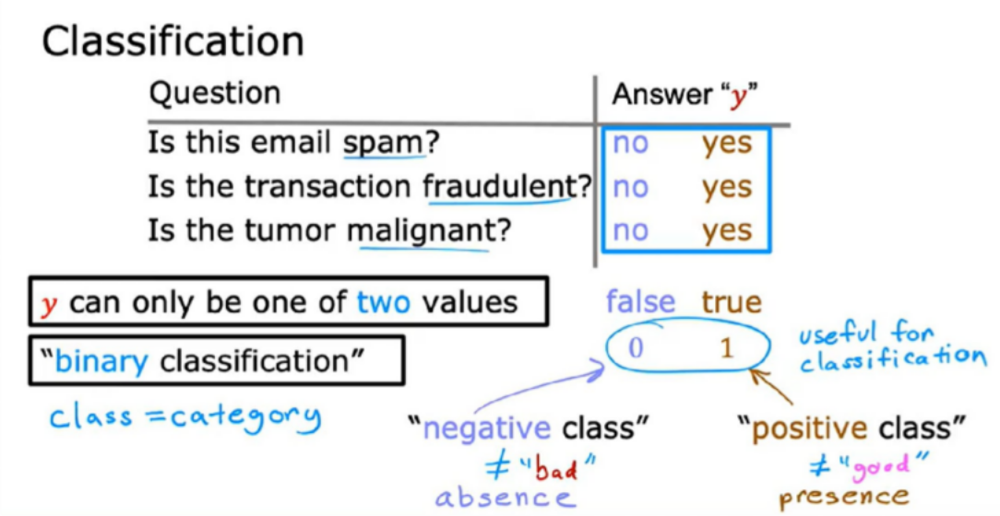 Classification
Question Answer “y”
Is this email spam? no yes
Is the transaction fraudulent? no yes
Is the tumor malignant? no yes
y can only be one of two values
false true
0 1
useful for
classification
“binary classification”
class = category
“negative class”
≠ "bad"
absence
“positive class”
≠ "good"
presence